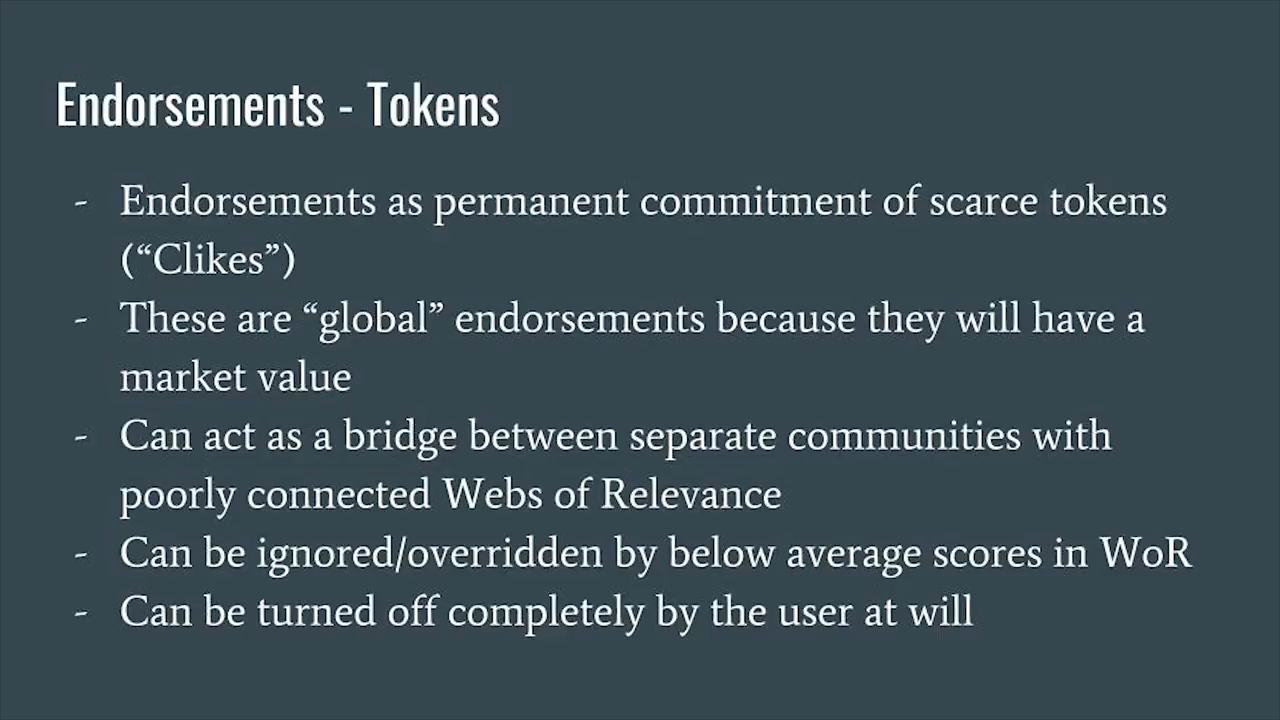 Endorsements - Tokens
- Endorsements as permanent commitment of scarce tokens
(“Clikes”)
- These are “global” endorsements because they will have a
market value
- Can act as a bridge between separate communities with
poorly connected Webs of Relevance
- Can be ignored/overridden by below average scores in WoR
- Can be turned off completely by the user at will